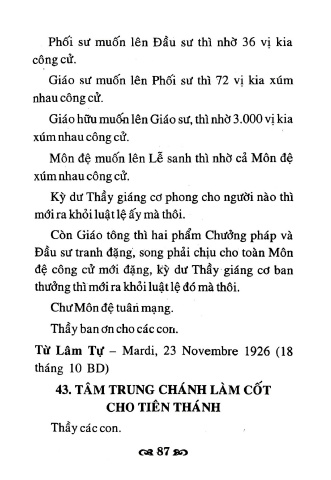 Phối sư muốn lên Đầu sư thì nhờ 36 vị kia
công cử.
Giáo sư muốn lên Phối sư thì 72 vị kia xúm
nhau công cử.
Giáo hữu muốn lên Giáo sư, thì nhờ 3.000 vị kia
xúm nhau công cử.
Môn đệ muốn lên Lễ sanh thì nhờ cả Môn đệ
xúm nhau công cử.
Kỳ dư Thầy giáng cơ phong cho người nào thì
mới ra khỏi luật lệ ấy mà thôi.
Còn Giáo tông thì hai phẩm Chưởng pháp và
Đầu sư tranh đặng, song phải chịu cho toàn Môn
đệ công cử mới đặng, kỳ dư Thầy giáng cơ ban
thưởng thì mới ra khỏi luật lệ đó mà thôi.
Chư Môn đệ tuân mạng.
Thầy ban ơn cho các con.
Từ Lâm Tự – Mardi, 23 Novembre 1926 (18
tháng 10 BD)
43. TÂM TRUNG CHÁNH LÀM CỐT
CHO TIÊN THÁNH
Thầy các con.
87